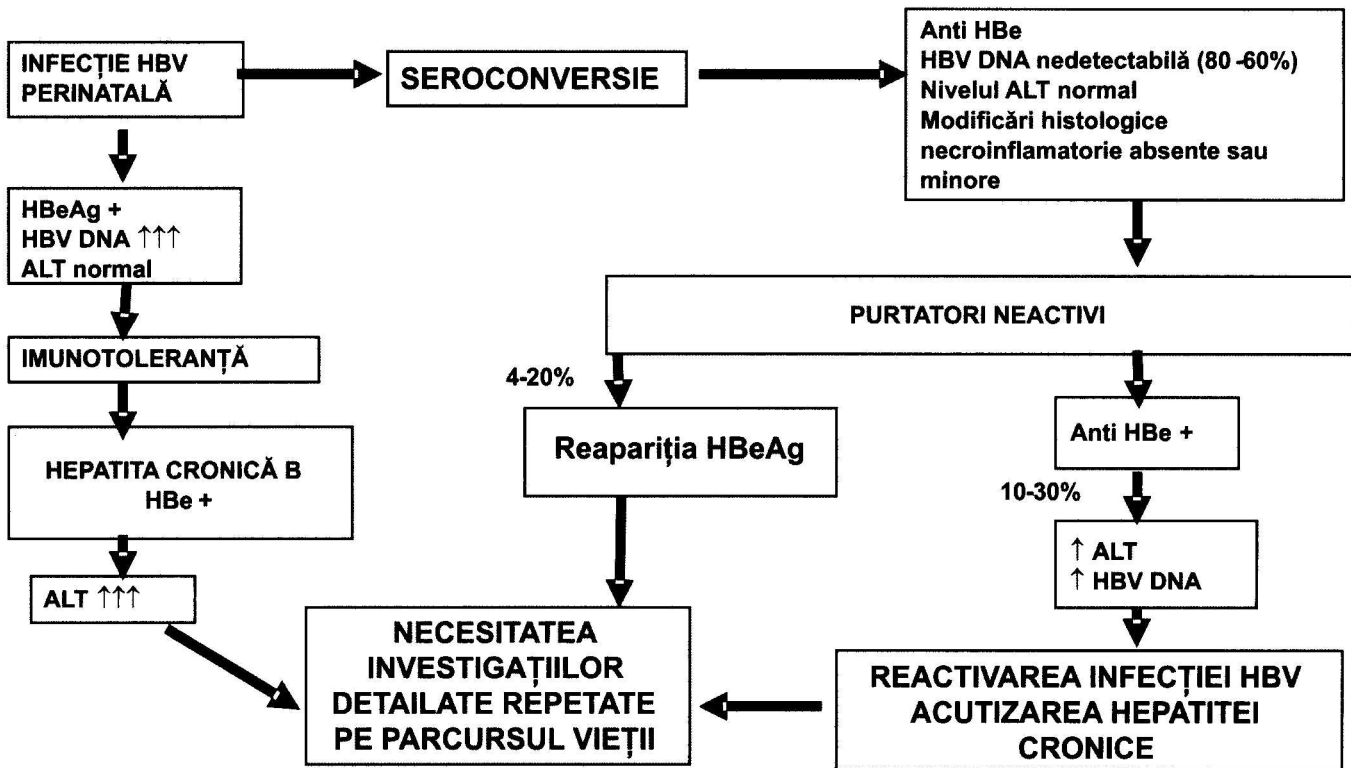 INFECȚIE HBV
PERINATALĂ
SEROCONVERSIE
Anti HBe
HBV DNA nedetectabilă (80 -60%)
Nivelul ALT normal
Modificări histologice
necroinflamatorie absente sau
minore
HBeAg +
HBV DNA ↑↑↑
ALT normal
IMUNOTOLERANȚĂ
HEPATITA CRONICĂ B
HBe +
ALT ↑↑↑
PURTATORI NEACTIVI
4-20%
Reapariția HBeAg
Anti HBe +
10-30%
↑ ALT
↑ HBV DNA
NECESITATEA
INVESTIGAȚIILOR
DETAILATE REPETATE
PE PARCURSUL VIEȚII
REACTIVAREA INFECȚIEI HBV
ACUTIZAREA HEPATITEI
CRONICE